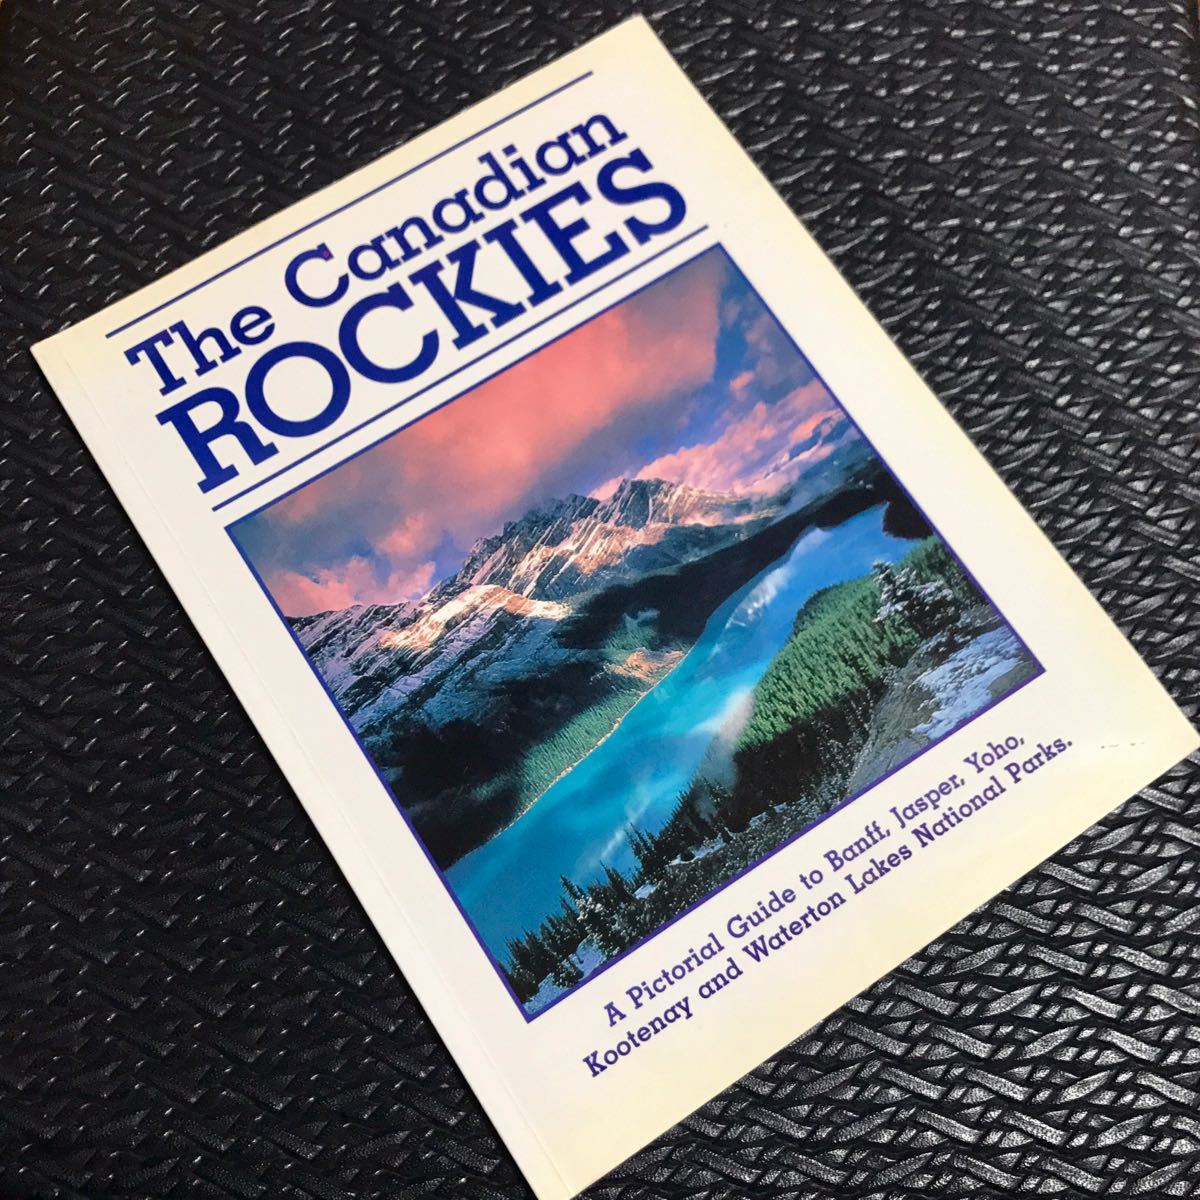 The Canadian
ROCKIES
A Pictorial Guide to Banff, Jasper, Yoho,
Kootenay and Waterton Lakes National Parks.